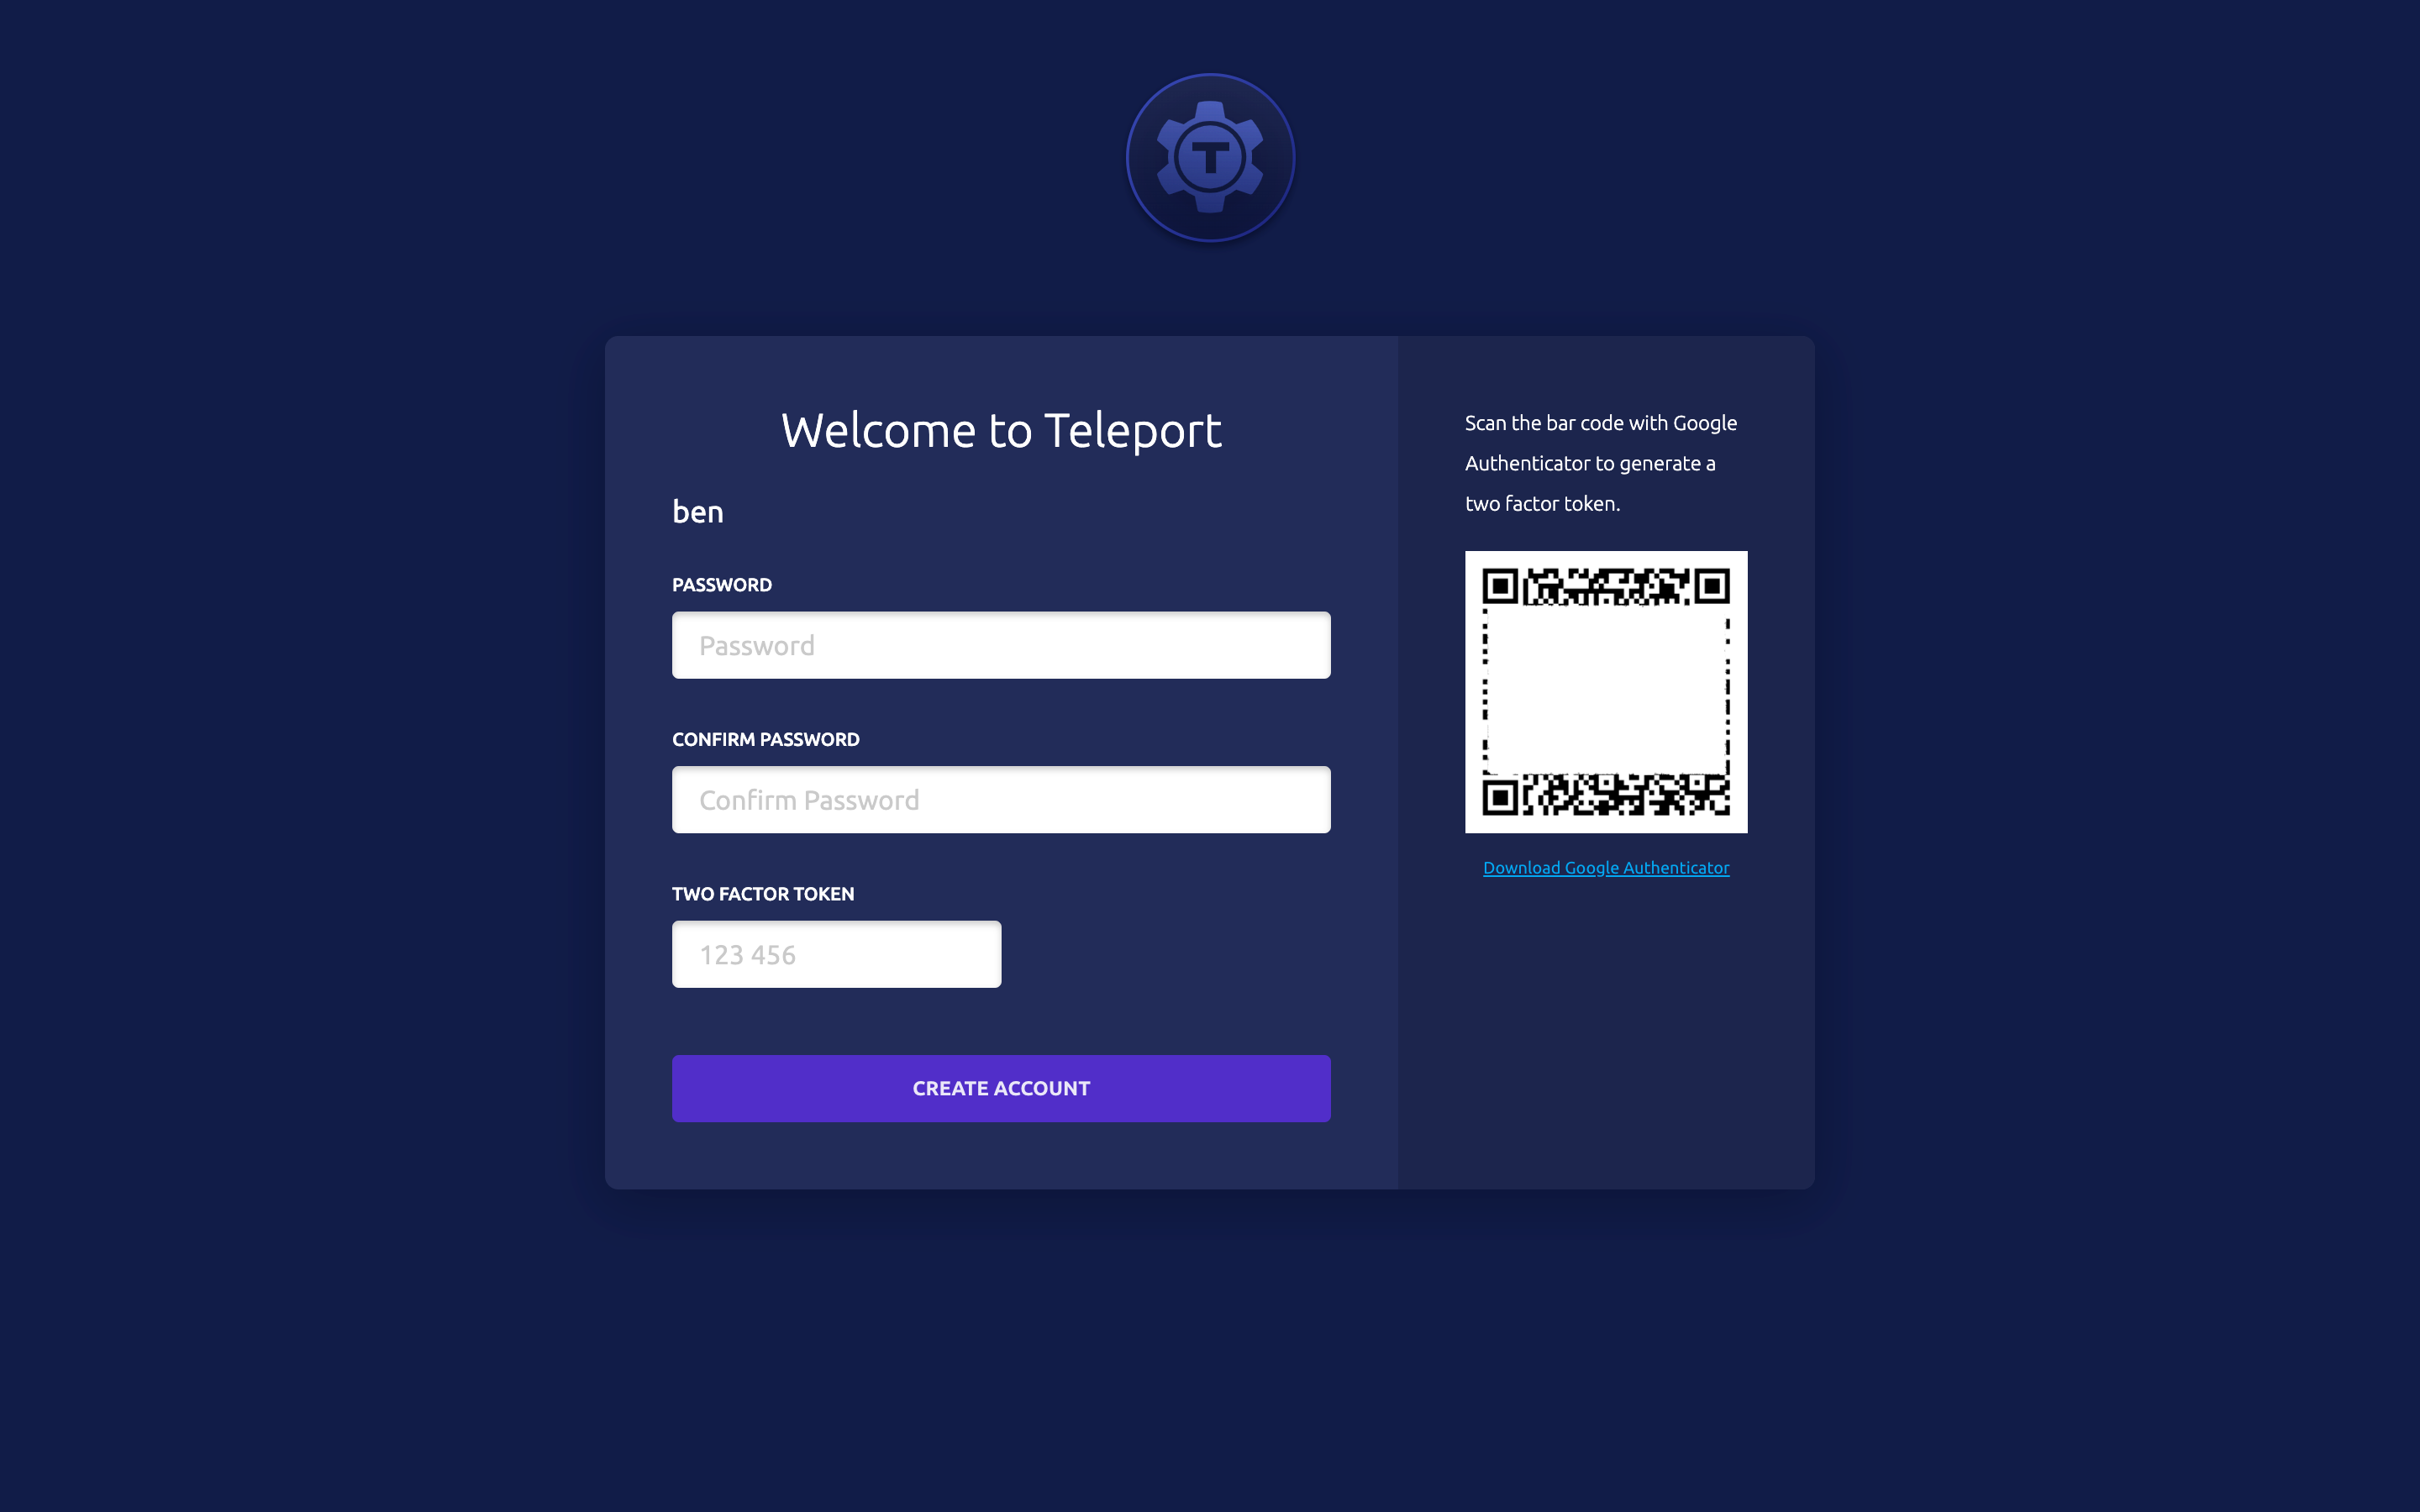 T
Welcome to Teleport
ben
PASSWORD
Password
CONFIRM PASSWORD
Confirm Password
TWO FACTOR TOKEN
123 456
CREATE ACCOUNT
Scan the bar code with Google
Authenticator to generate a
two factor token.
Download Google Authenticator